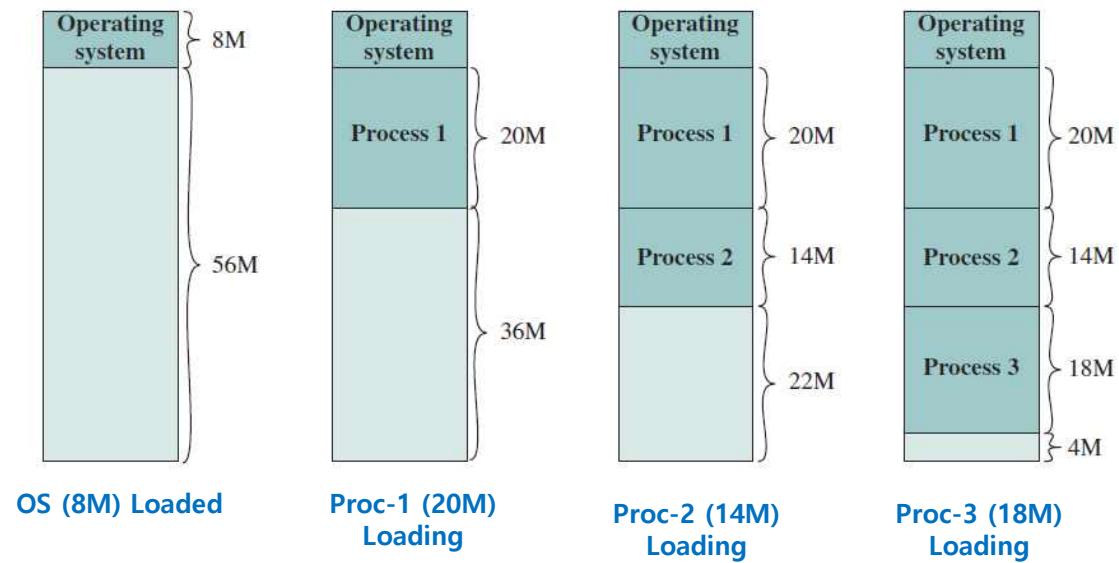 Operating
system
8M
56M
OS (8M) Loaded
Operating
system
Process 1
20M
36M
Proc-1 (20M)
Loading
Operating
system
Process 1
20M
Process 2
14M
22M
Proc-2 (14M)
Loading
Operating
system
Process 1
20M
Process 2
14M
Process 3
18M
4M
Proc-3 (18M)
Loading